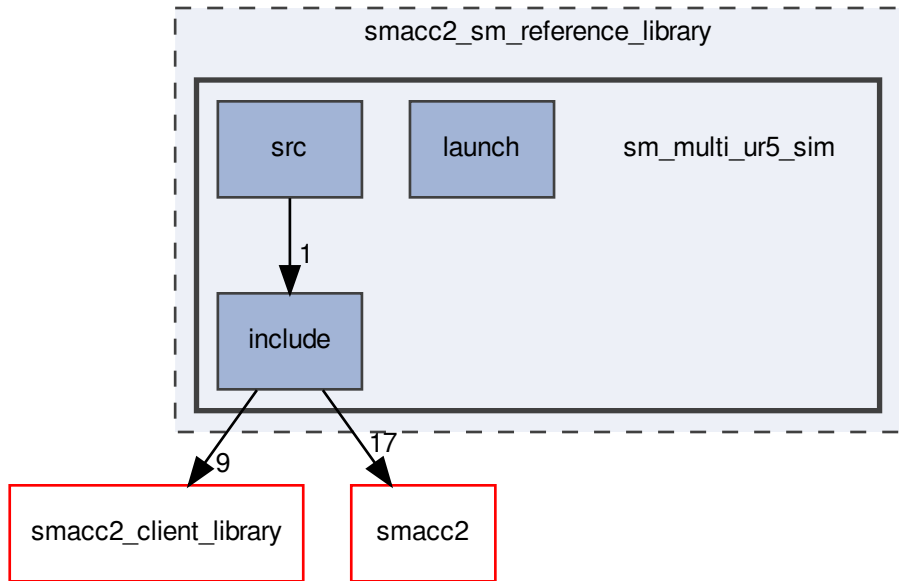 smacc2_sm_reference_library
src
launch
sm_multi_ur5_sim
1
include
17
9
smacc2_client_library
smacc2